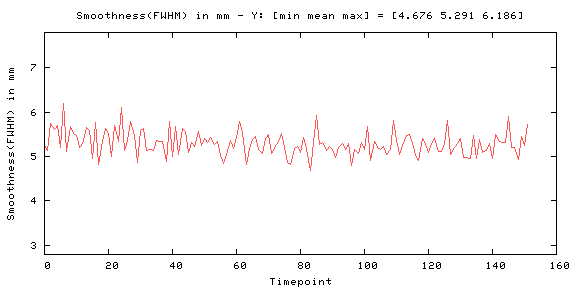 Smoothness(FWHM) in mm - Y: [min mean max] = [4.676 5.291 6.186]
7
6
5
4
3
Smoothness(FWHM) in mm
0 20 40 60 80 100 120 140 160
Timepoint